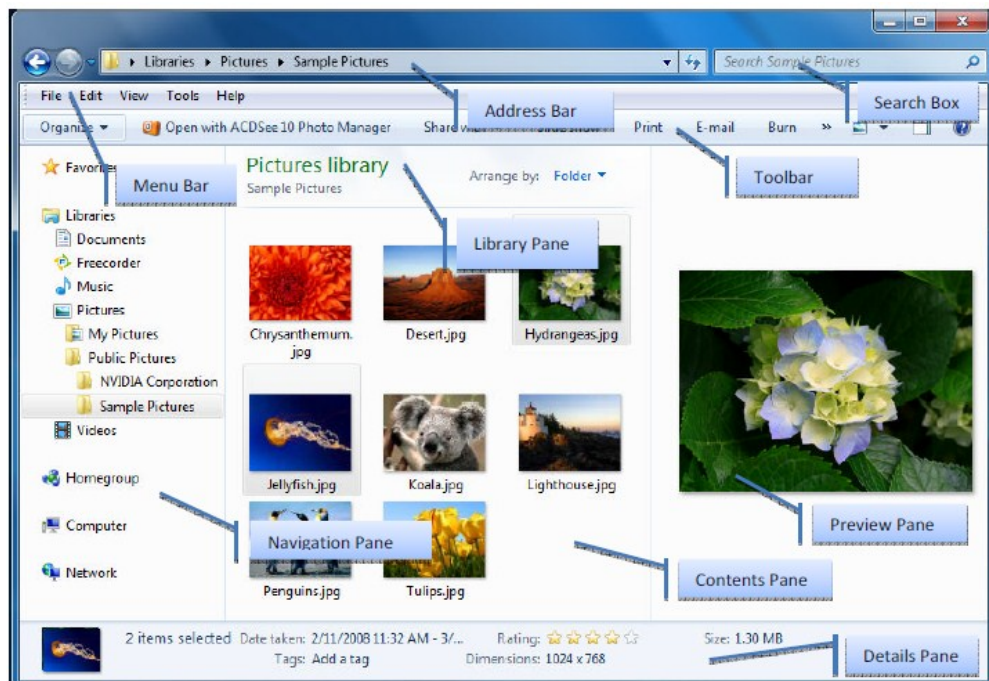 Libraries Pictures Sample Pictures
Search Sample Pictures
File Edit View Tools Help
Address Bar
Search Box
Organize Open with ACDSee 10 Photo Manager Share Print E-mail Burn »
Favorites
Menu Bar
Pictures library
Sample Pictures
Arrange by: Folder
Toolbar
Library Pane
Libraries
Documents
Freecorder
Music
Pictures
My Pictures
Public Pictures
NVIDIA Corporation
Sample Pictures
Videos
Homegroup
Computer
Network
Chrysanthemum.
jpg
Desert.jpg
Hydrangeas.jpg
Jellyfish.jpg
Koala.jpg
Lighthouse.jpg
Navigation Pane
Penguins.jpg
Tulips.jpg
Preview Pane
Contents Pane
2 items selected Date taken: 2/11/2008 11:32 AM - 3/... Rating: Size: 1.30 MB
Tags: Add a tag Dimensions: 1024 x 768
Details Pane